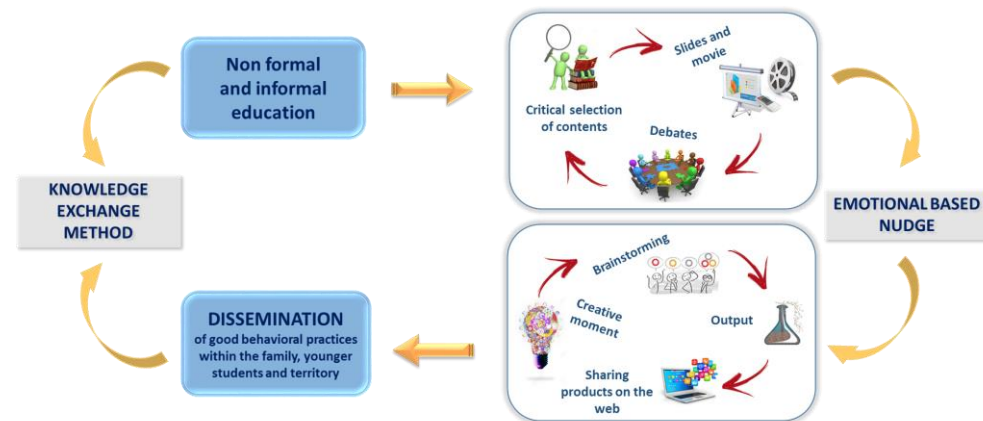 Non formal
and informal
education
Critical selection
of contents
Slides and
movie
Debates
KNOWLEDGE
EXCHANGE
METHOD
EMOTIONAL BASED
NUDGE
DISSEMINATION
of good behavioral practices
within the family, younger
students and territory
Brainstorming
Creative
moment
Output
Sharing
products on the
web